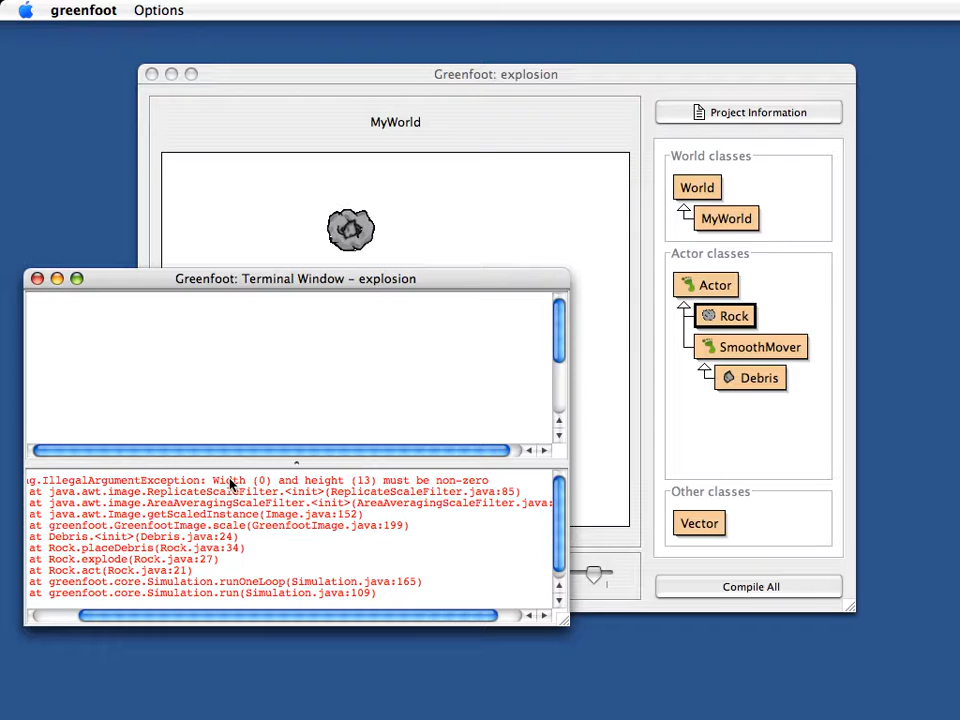 greenfoot Options
Greenfoot: explosion
MyWorld
Project Information
World classes
World
MyWorld
Actor classes
Actor
Rock
SmoothMover
Debris
Other classes
Vector
Compile All
Greenfoot: Terminal Window – explosion
g.IllegalArgumentException: Width (0) and height (13) must be non-zero
at java.awt.image.ReplicateScaleFilter.<init>(ReplicateScaleFilter.java:85)
at java.awt.image.AreaAveragingScaleFilter.<init>(AreaAveragingScaleFilter.java:
at java.awt.Image.getScaledInstance(Image.java:152)
at greenfoot.GreenfootImage.scale(GreenfootImage.java:199)
at Debris.<init>(Debris.java:24)
at Rock.placeDebris(Rock.java:34)
at Rock.explode(Rock.java:27)
at Rock.act(Rock.java:21)
at greenfoot.core.Simulation.runOneLoop(Simulation.java:165)
at greenfoot.core.Simulation.run(Simulation.java:109)